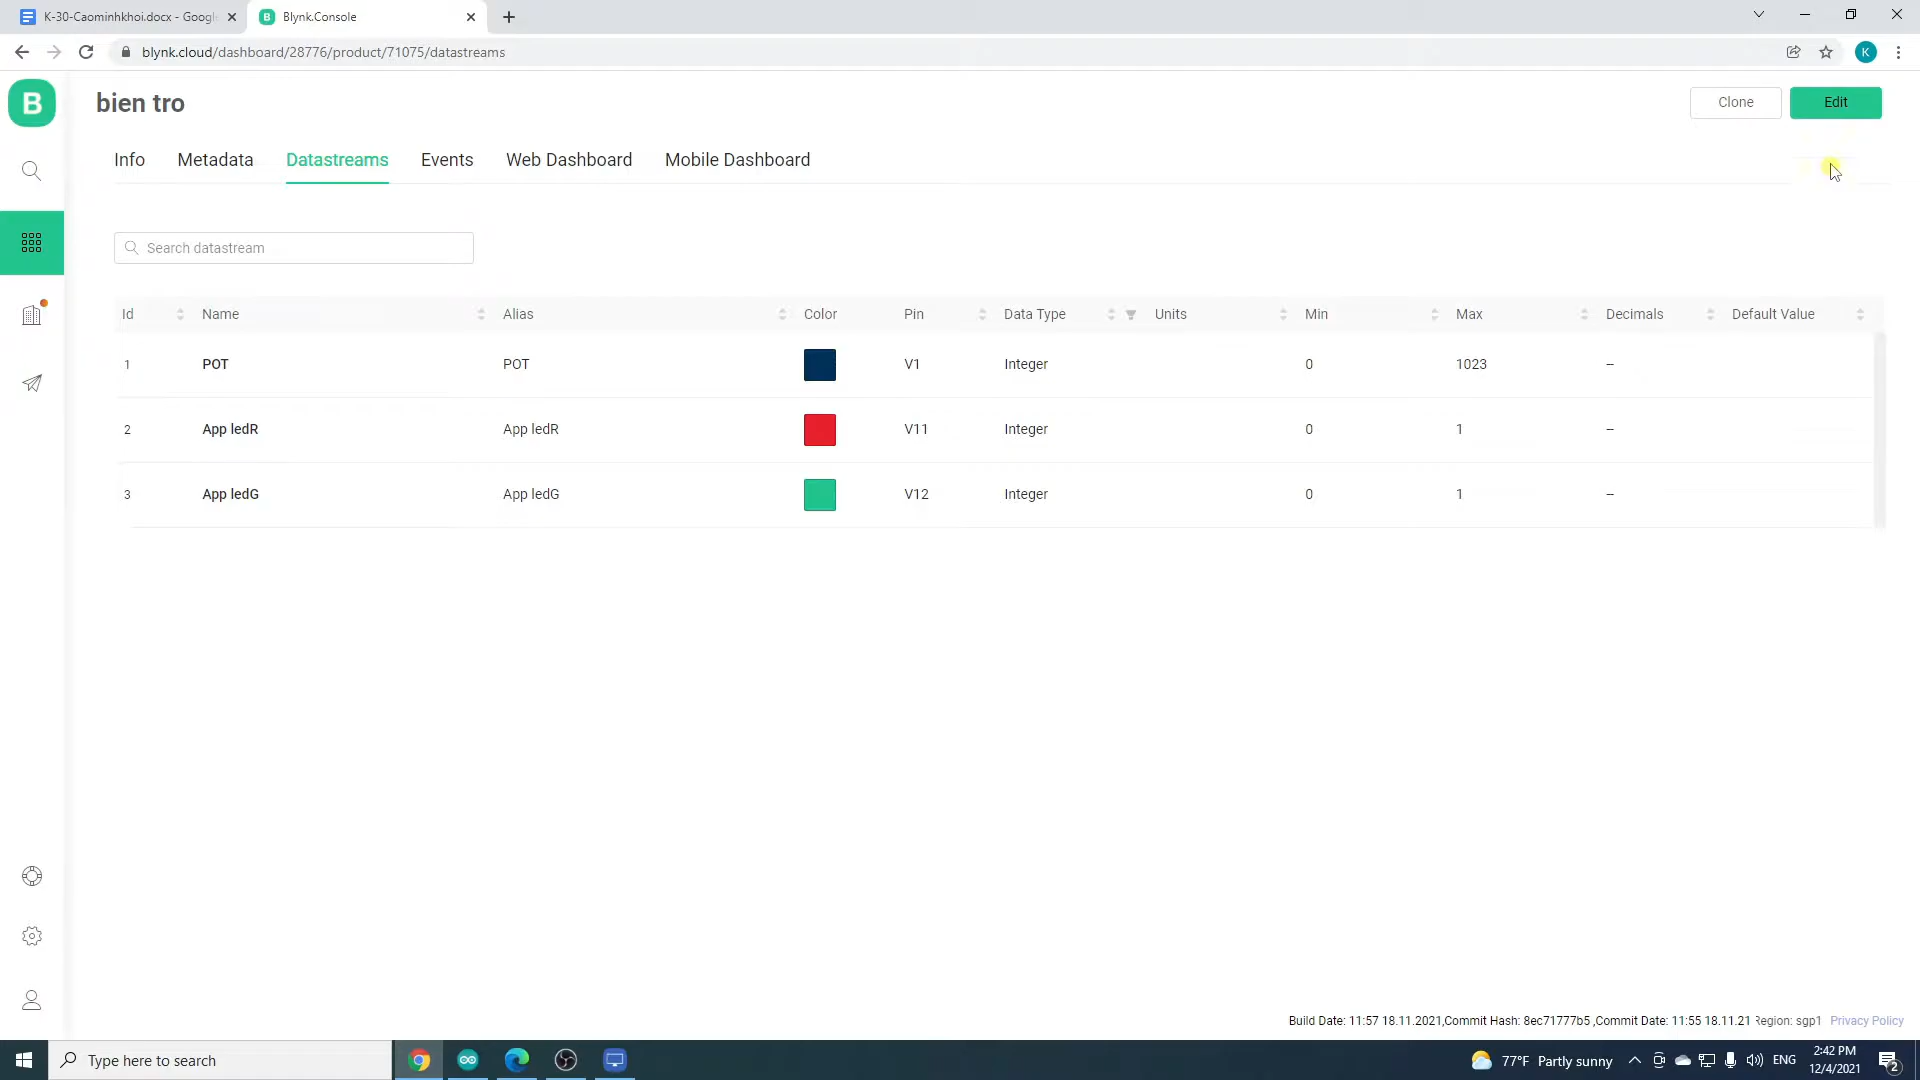 K-30-Caominhkhoi.docx - Googl
Blynk.Console
blynk.cloud/dashboard/28776/product/71075/datastreams
K
B
bien tro
Clone
Edit
Info
Metadata
Datastreams
Events
Web Dashboard
Mobile Dashboard
Search datastream
Id Name Alias Color Pin Data Type Units Min Max Decimals Default Value
1 POT POT V1 Integer 0 1023 –
2 App ledR App ledR V11 Integer 0 1 –
3 App ledG App ledG V12 Integer 0 1 –
Build Date: 11:57 18.11.2021,Commit Hash: 8ec71777b5 ,Commit Date: 11:55 18.11.21 Region: sgp1 Privacy Policy
Type here to search
77°F Partly sunny
ENG
2:42 PM
12/4/2021
2